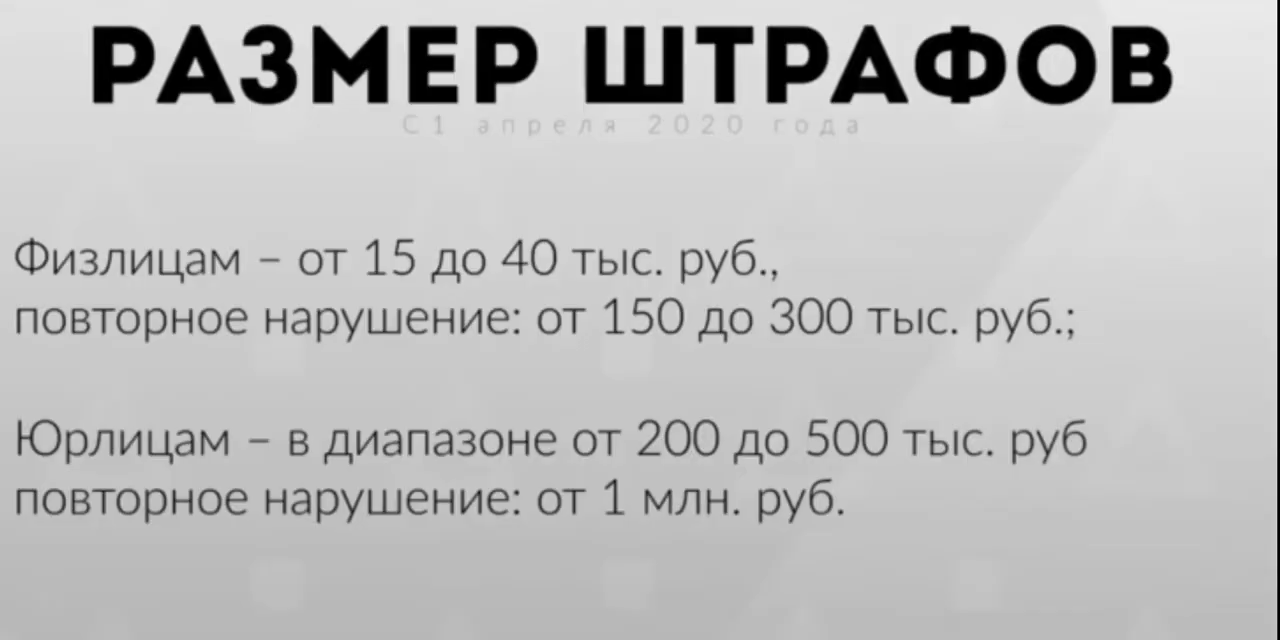 РАЗМЕР ШТРАФОВ
С1 апреля 2020 года
Физлицам – от 15 до 40 тыс. руб.,
повторное нарушение: от 150 до 300 тыс. руб.;
Юрлицам – в диапазоне от 200 до 500 тыс. руб
повторное нарушение: от 1 млн. руб.